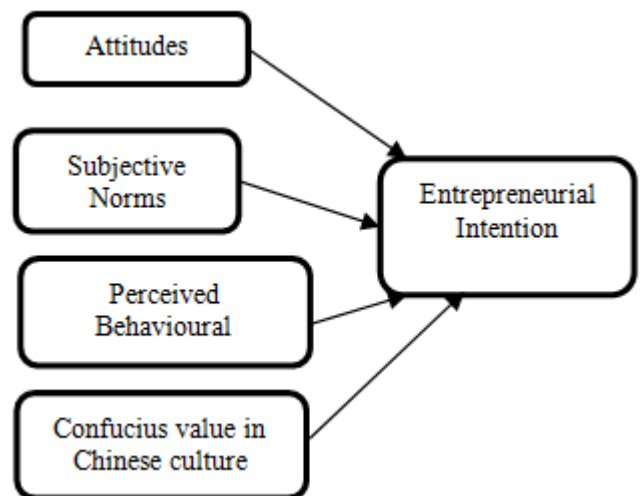 Attitudes
Subjective
Norms
Perceived
Behavioural
Confucius value in
Chinese culture
Entrepreneurial
Intention